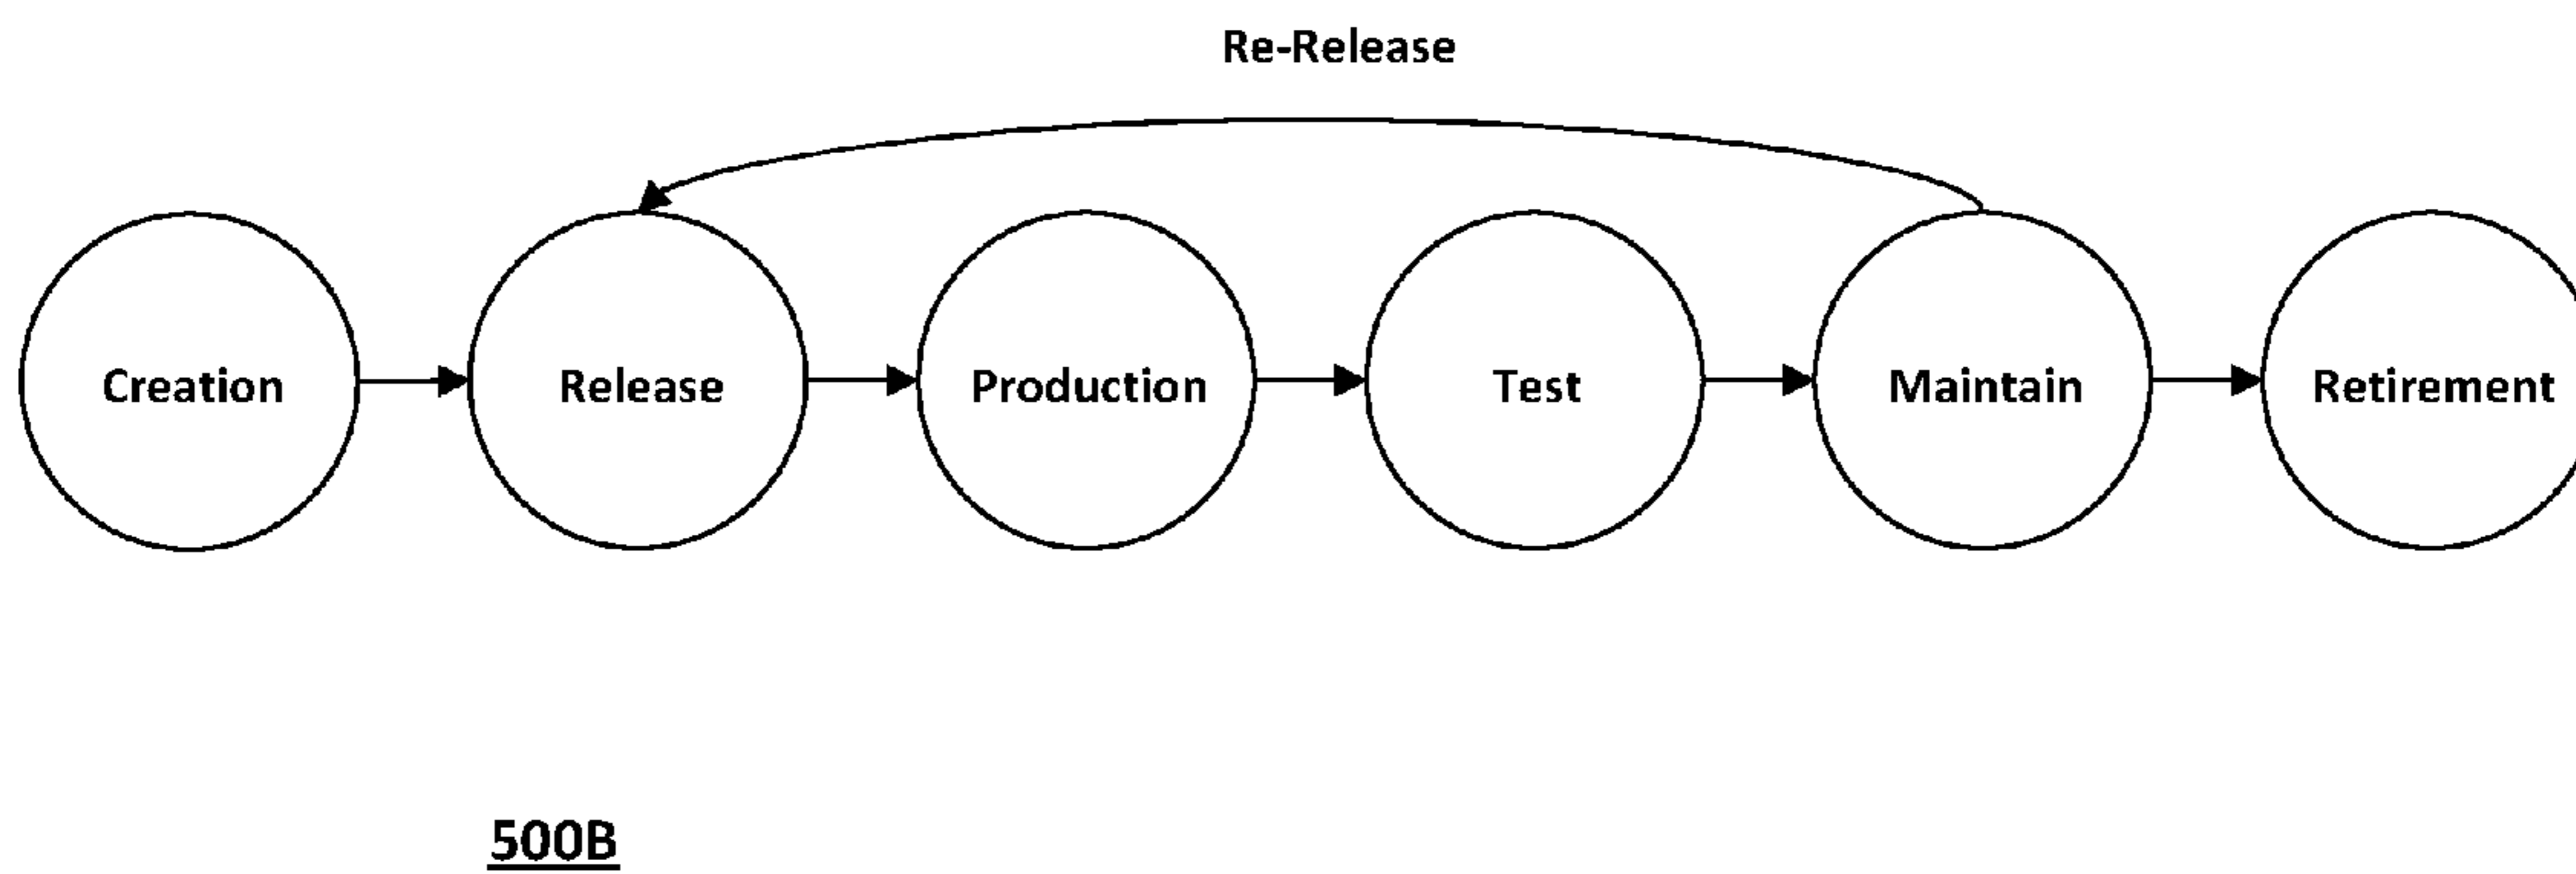 Re-Release
Creation Release Production Test Maintain Retirement
500B